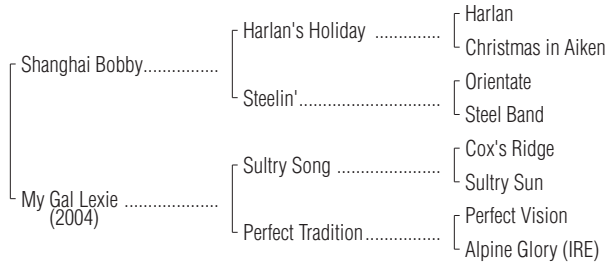 Harlan
Harlan's Holiday ..............
Christmas in Aiken
Shanghai Bobby................
Orientate
Steelin'..............................
Steel Band
Cox's Ridge
Sultry Song ......................
Sultry Sun
My Gal Lexie ....................
(2004)
Perfect Vision
Perfect Tradition................
Alpine Glory (IRE)